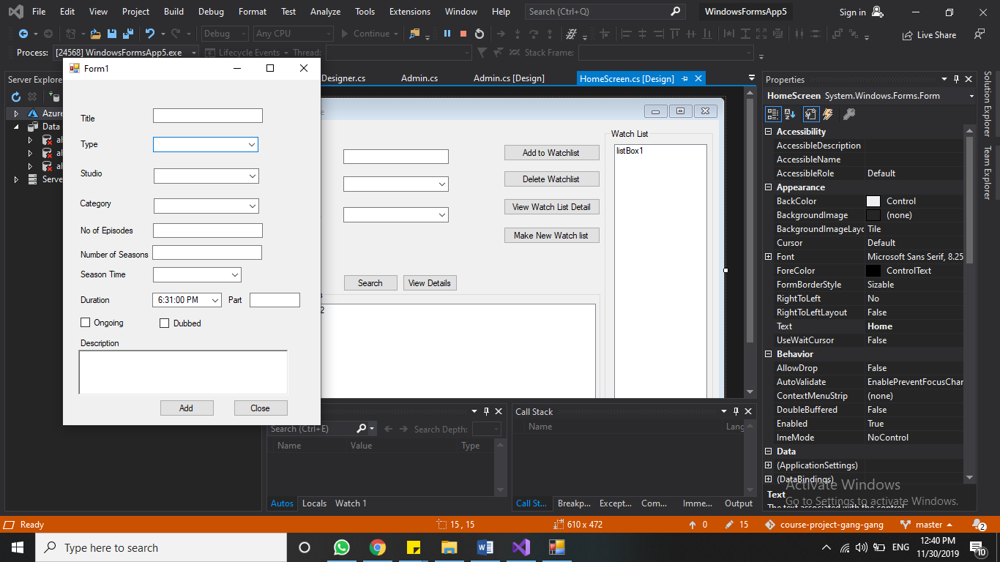 File Edit View Project Build Debug Format Test Analyze Tools Extensions Window Help Search (Ctrl+Q) WindowsFormsApp5 Sign in
Debug Any CPU Continue Live Share
Process: [24568] WindowsFormsApp5.exe Lifecycle Events Thread: Stack Frame:
Server Explore
Azure
Data
Serve
Form1
Title
Type
Studio
Category
No of Episodes
Number of Seasons
Season Time
Duration 6:31:00 PM Part
Ongoing Dubbed
Description
Add Close
Designer.cs Admin.cs Admin.cs [Design] HomeScreen.cs [Design]
Add to Watchlist
Delete Watchlist
View Watch List Detail
Make New Watch list
Search View Details
Watch List
listBox1
2
Search (Ctrl+E) Search Depth:
Name Value Type
Autos Locals Watch 1
Call Stack
Name Lang
Call St... Breakp... Except... Com... Imme... Output
Properties
HomeScreen System.Windows.Forms.Form
Accessibility
AccessibleDescription
AccessibleName
AccessibleRole Default
Appearance
BackColor Control
BackgroundImage (none)
BackgroundImageLayc Tile
Cursor Default
Font Microsoft Sans Serif, 8.25
ForeColor ControlText
FormBorderStyle Sizable
RightToLeft No
RightToLeftLayout False
Text Home
UseWaitCursor False
Behavior
AllowDrop False
AutoValidate EnablePreventFocusChar
ContextMenuStrip (none)
DoubleBuffered False
Enabled True
ImeMode NoControl
Data
(ApplicationSettings)
(DataBindings)
Text
The text associated with the control.
Activate Windows
Go to Settings to activate Windows.
Solution Explorer
Team Explorer
Ready 15 , 15 610 x 472 0 15 course-project-gang-gang master 2
Type here to search ENG 12:40 PM
11/30/2019 10